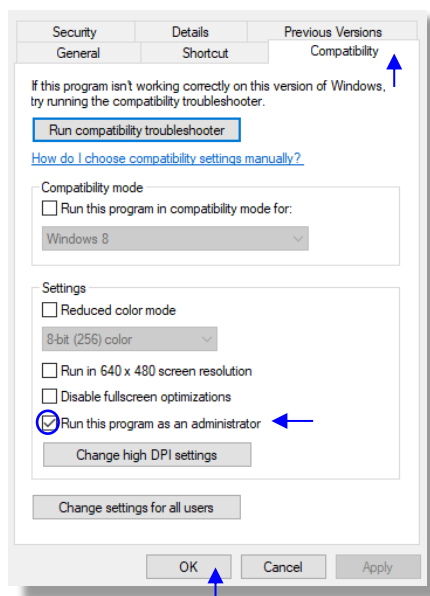 Security Details Previous Versions
General Shortcut Compatibility
If this program isn't working correctly on this version of Windows,
try running the compatibility troubleshooter.
Run compatibility troubleshooter
How do I choose compatibility settings manually?
Compatibility mode
Run this program in compatibility mode for:
Windows 8
Settings
Reduced color mode
8-bit (256) color
Run in 640 x 480 screen resolution
Disable fullscreen optimizations
Run this program as an administrator
Change high DPI settings
Change settings for all users
OK Cancel Apply